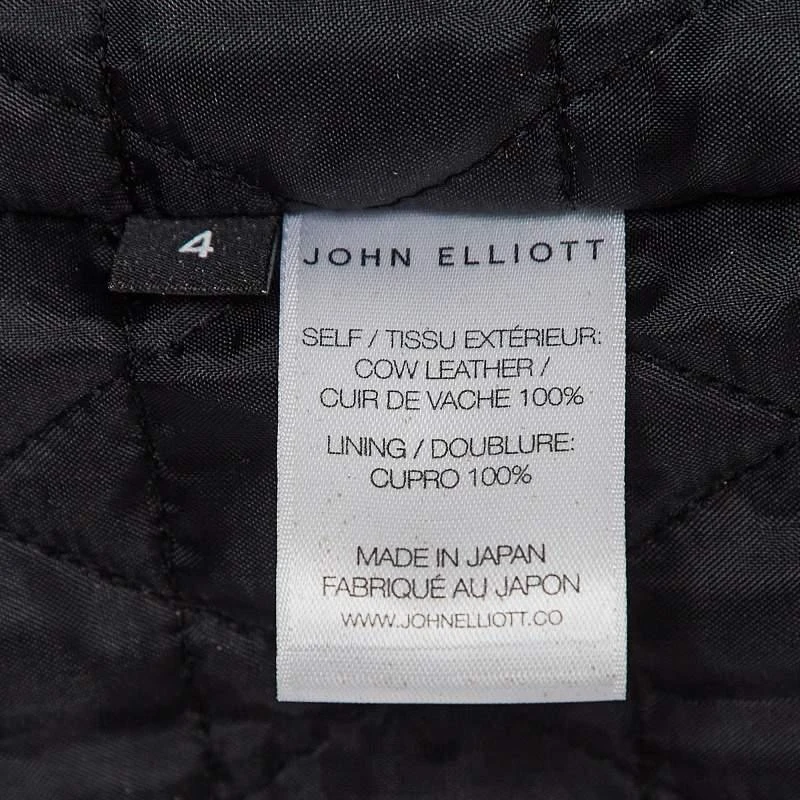 4
JOHN ELLIOTT
SELF / TISSU EXTÉRIEUR:
COW LEATHER /
CUIR DE VACHE 100%
LINING / DOUBLURE:
CUPRO 100%
MADE IN JAPAN
FABRIQUÉ AU JAPON
WWW.JOHNELLIOTT.CO